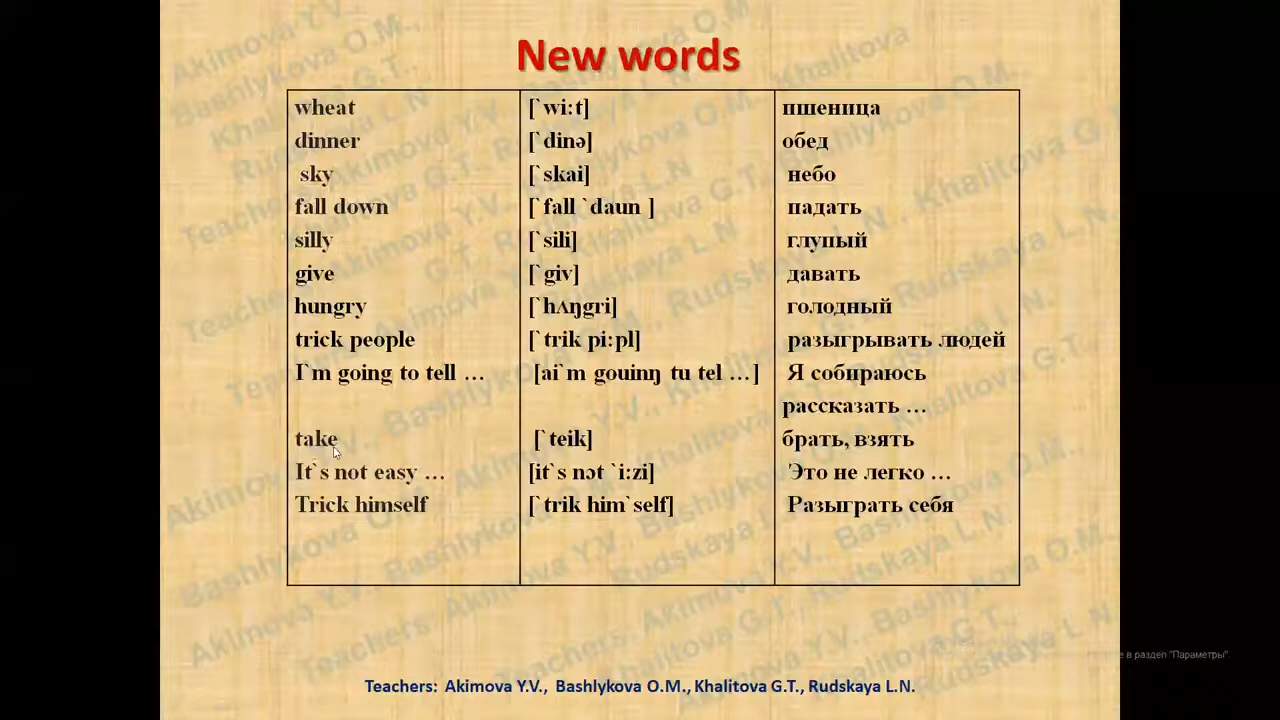 New words
wheat [`wi:t] пшеница
dinner [`dinə] обед
sky [`skai] небо
fall down [`fall `daun ] падать
silly [`sili] глупый
give [`giv] давать
hungry [`hʌŋgri] голодный
trick people [`trik pi:pl] разыгрывать людей
I`m going to tell … [ai`m gouinŋ tu tel …] Я собираюсь
рассказать …
take [`teik] брать, взять
It`s not easy … [it`s nɔt `i:zi] Это не легко …
Trick himself [`trik him`self] Разыграть себя
е в раздел "Параметры".
Teachers: Akimova Y.V., Bashlykova O.M., Khalitova G.T., Rudskaya L.N.